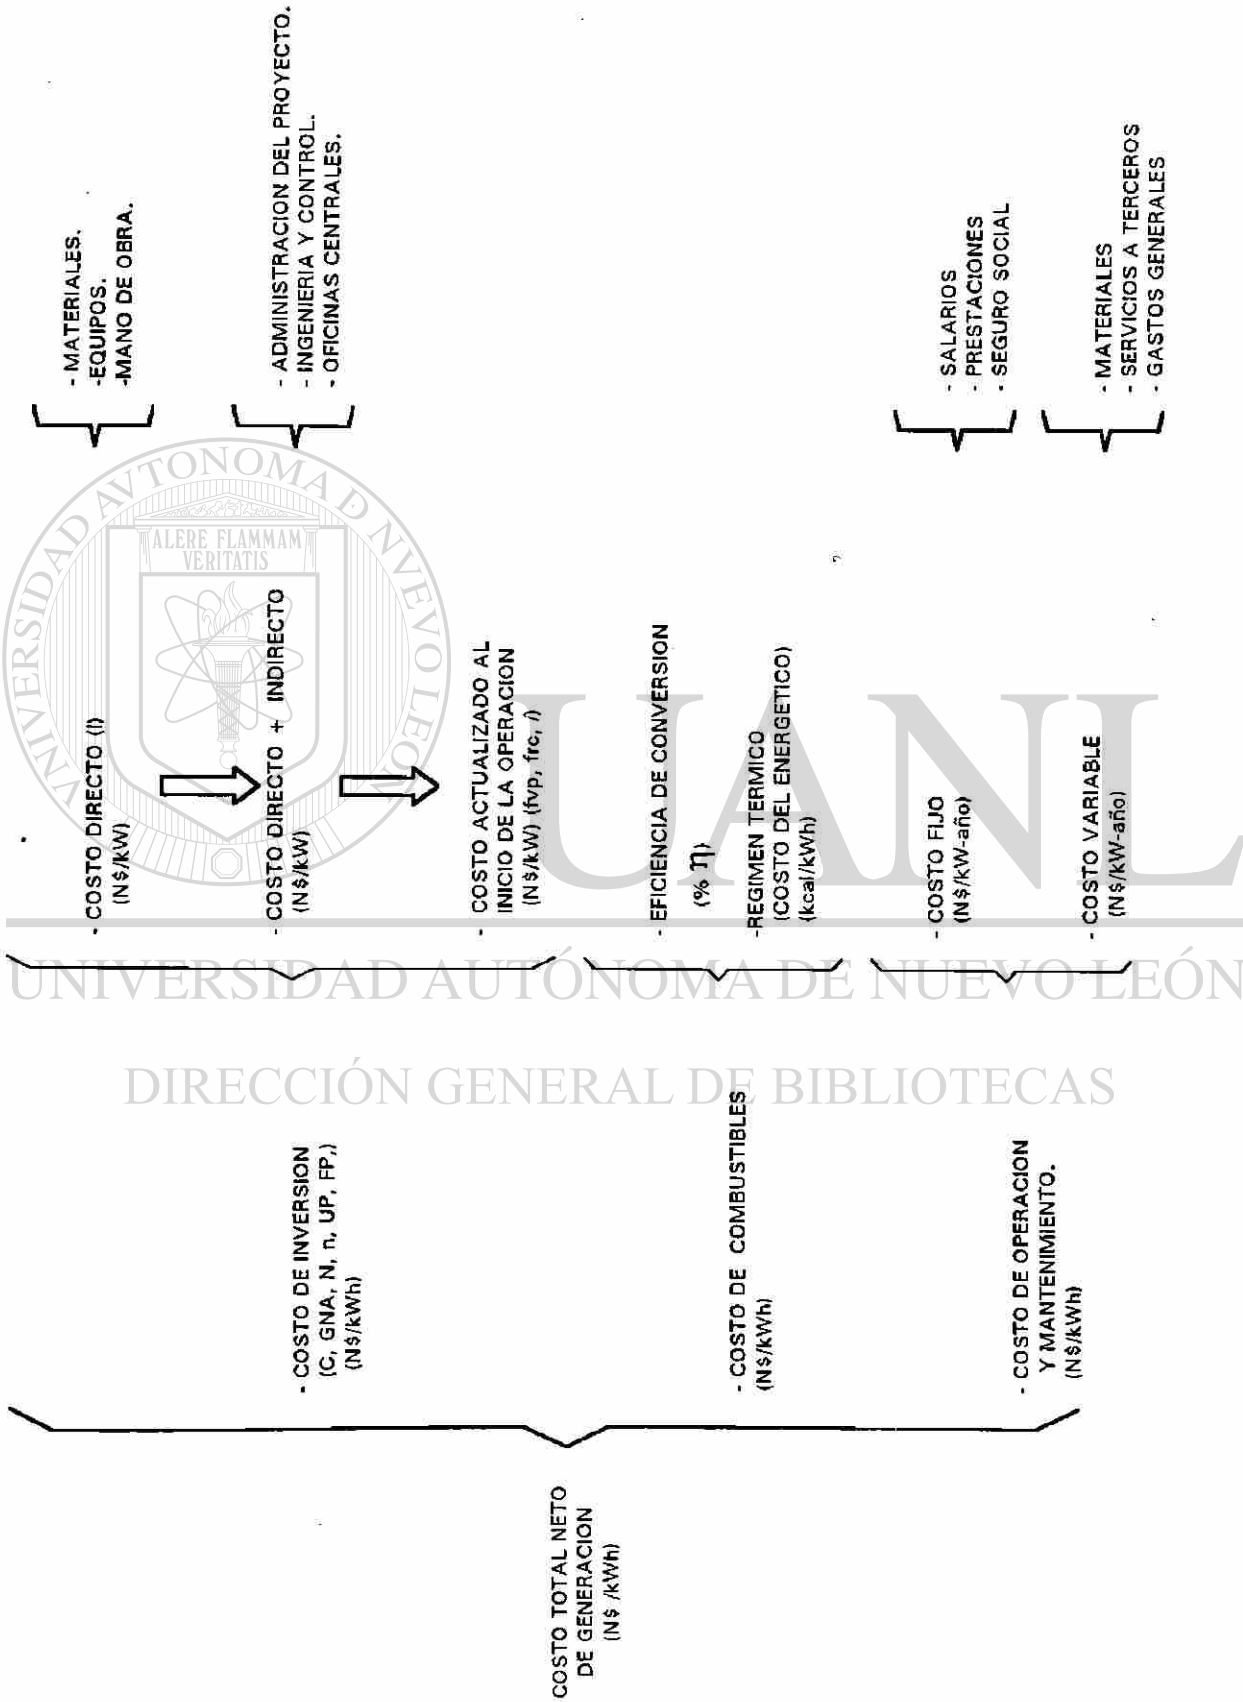 COSTO TOTAL NETO
DE GENERACION
(N$ /kWh)
- COSTO DE INVERSION
(C, GNA, N, n, UP, FP,)
(N$/kWh)
- COSTO DE COMBUSTIBLES
(N$/kWh)
- COSTO DE OPERACION
Y MANTENIMIENTO.
(N$/kWh)
- COSTO DIRECTO (I)
(N$/kW)
- COSTO DIRECTO + INDIRECTO
(N$/kW)
- COSTO ACTUALIZADO AL
INICIO DE LA OPERACION
(N$/kW) (fvp, frc, i)
- EFICIENCIA DE CONVERSION
(% η)
-REGIMEN TERMICO
(COSTO DEL ENERGETICO)
(kcal/kWh)
- COSTO FIJO
(N$/kW-año)
- COSTO VARIABLE
(N$/kW-año)
- MATERIALES.
-EQUIPOS.
-MANO DE OBRA.
- ADMINISTRACION DEL PROYECTO.
- INGENIERIA Y CONTROL.
- OFICINAS CENTRALES.
- SALARIOS
- PRESTACIONES
- SEGURO SOCIAL
- MATERIALES
- SERVICIOS A TERCEROS
- GASTOS GENERALES
UNIVERSIDAD AVTONOMA D NVEVO LEON
ALERE FLAMMAM
VERITATIS
UANL
UNIVERSIDAD AUTÓNOMA DE NUEVO LEÓN
DIRECCIÓN GENERAL DE BIBLIOTECAS